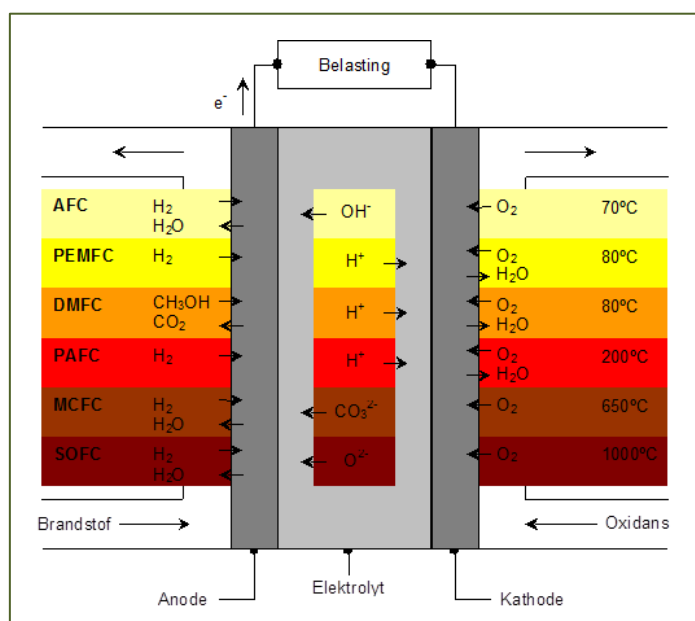 Belasting
e⁻
AFC H₂ OH⁻ O₂ 70ºC
H₂O
PEMFC H₂ H⁺ O₂ 80ºC
H₂O
DMFC CH₃OH H⁺ O₂ 80ºC
CO₂ H₂O
PAFC H₂ H⁺ O₂ 200ºC
H₂O
MCFC H₂ CO₃²⁻ O₂ 650ºC
H₂O
SOFC H₂ O²⁻ O₂ 1000ºC
H₂O
Brandstof Oxidans
Anode Elektrolyt Kathode